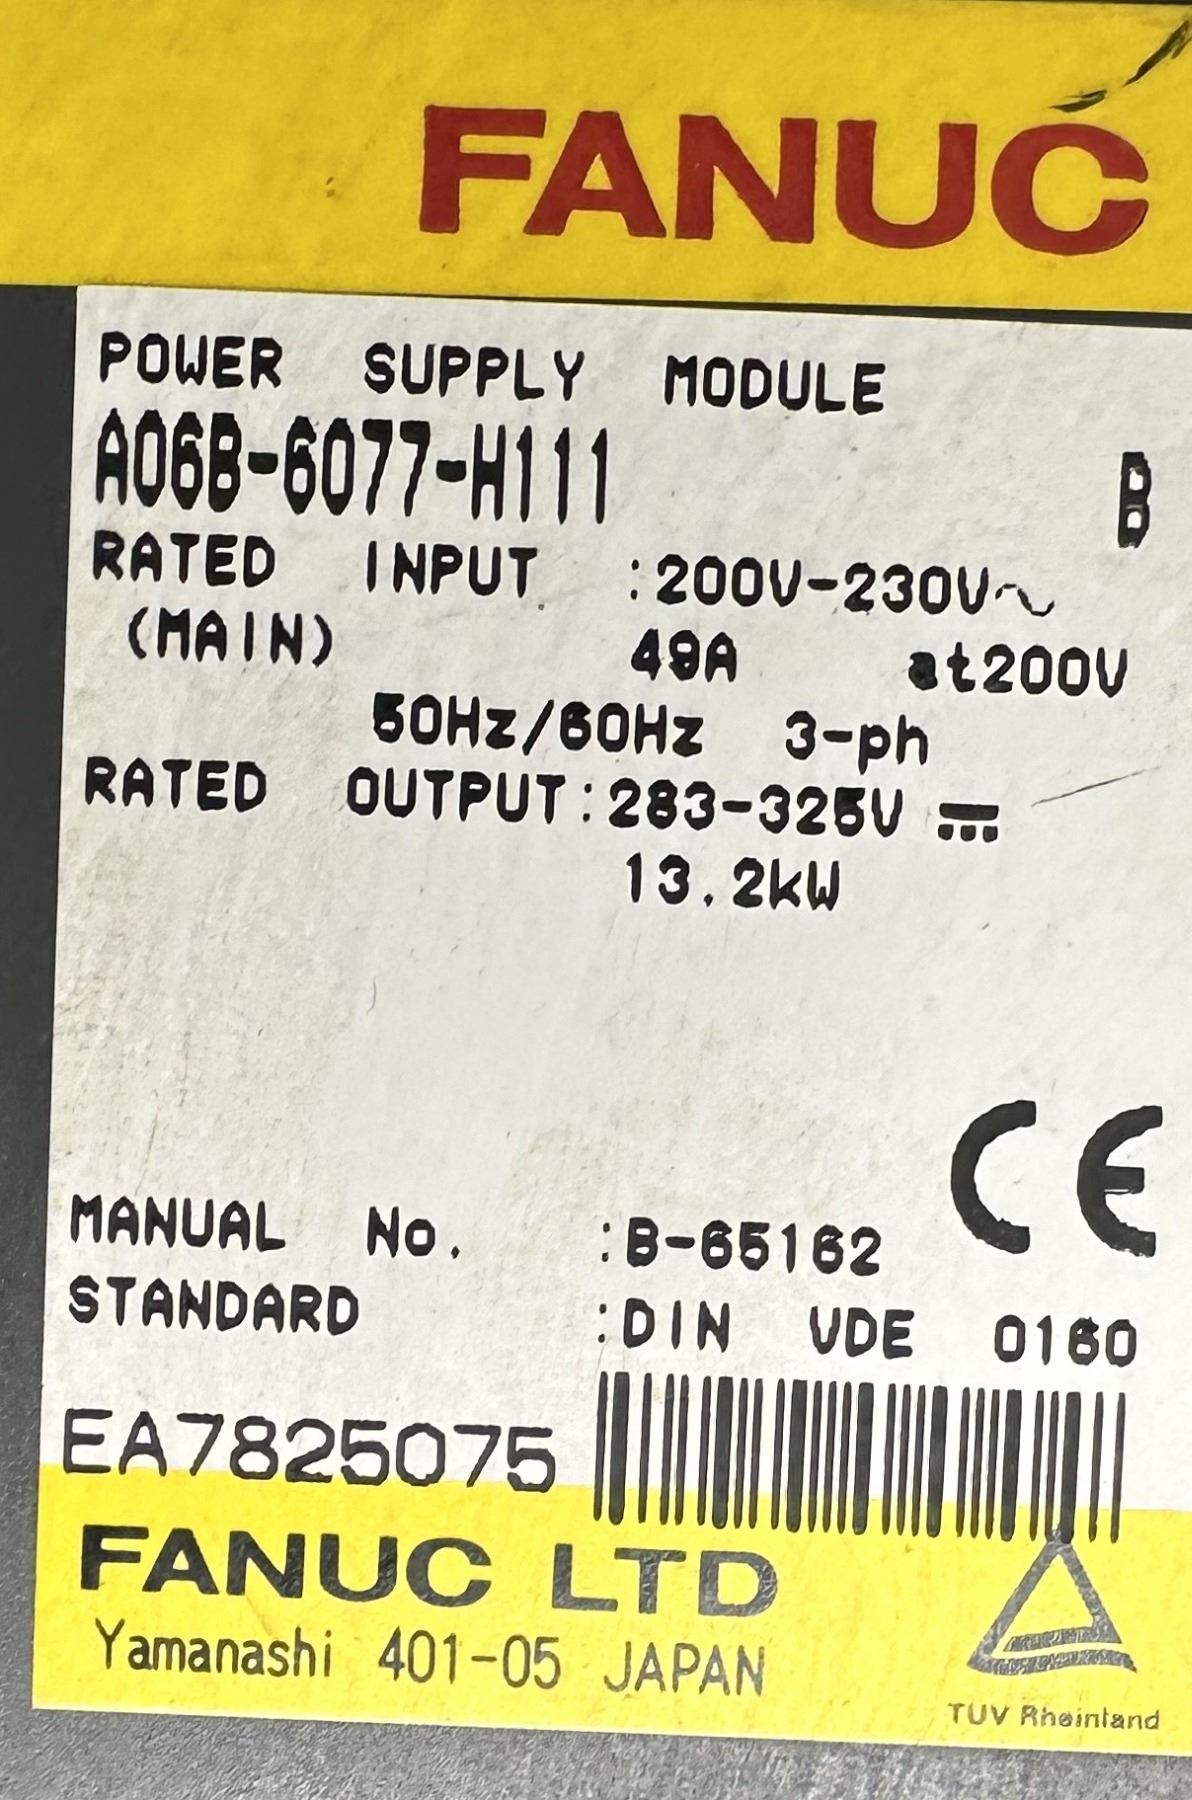 FANUC
POWER SUPPLY MODULE
A06B-6077-H111 B
RATED INPUT :200V-230V~
(MAIN) 49A at200V
50Hz/60Hz 3-ph
RATED OUTPUT:283-325V ⎓
13.2kW
CE
MANUAL No. :B-65162
STANDARD :DIN VDE 0160
EA7825075
FANUC LTD
Yamanashi 401-05 JAPAN
TUV Rheinland